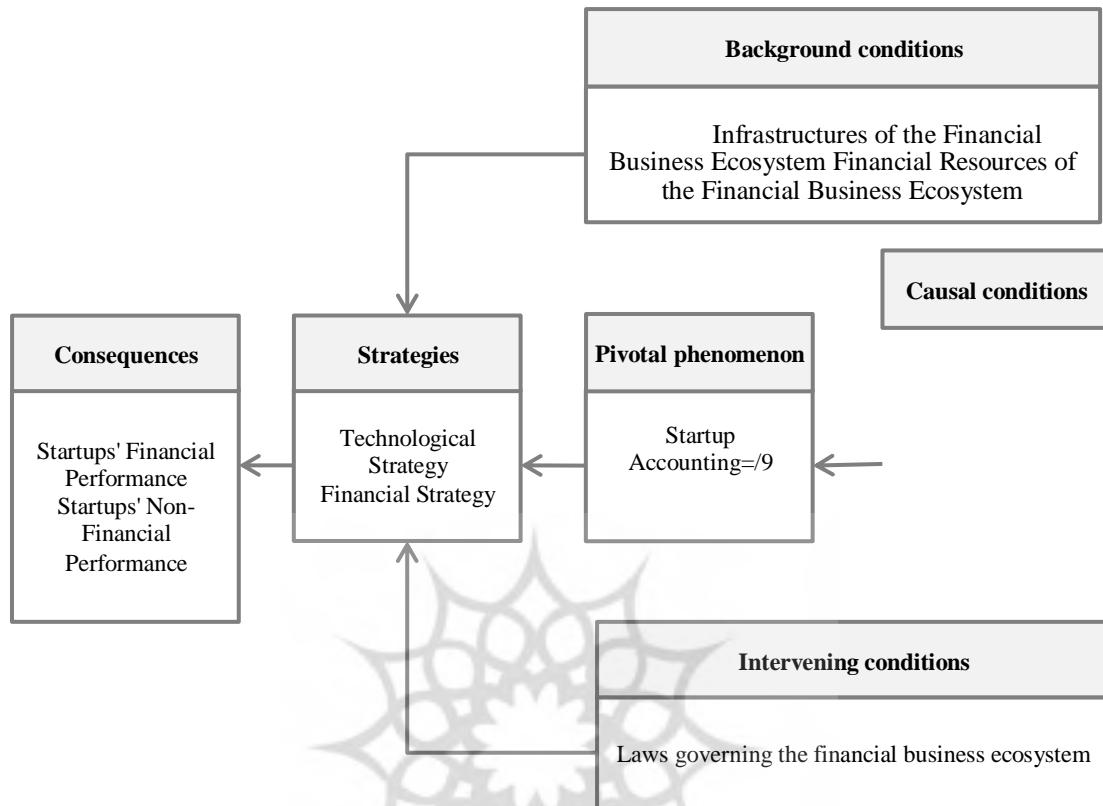 Background conditions
Infrastructures of the Financial
Business Ecosystem Financial Resources of
the Financial Business Ecosystem
Causal conditions
Consequences
Startups' Financial
Performance
Startups' Non-
Financial
Performance
Strategies
Technological
Strategy
Financial Strategy
Pivotal phenomenon
Startup
Accounting=/9
Intervening conditions
Laws governing the financial business ecosystem